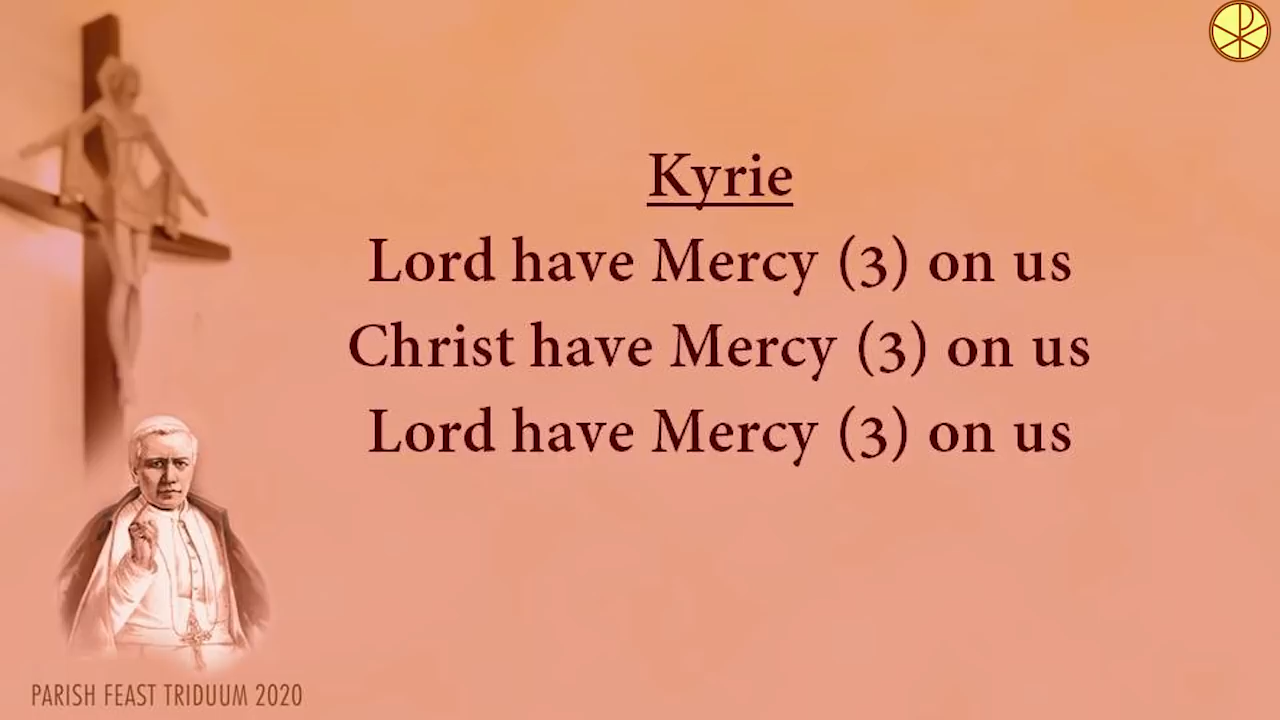 Kyrie
Lord have Mercy (3) on us
Christ have Mercy (3) on us
Lord have Mercy (3) on us
PARISH FEAST TRIDUUM 2020